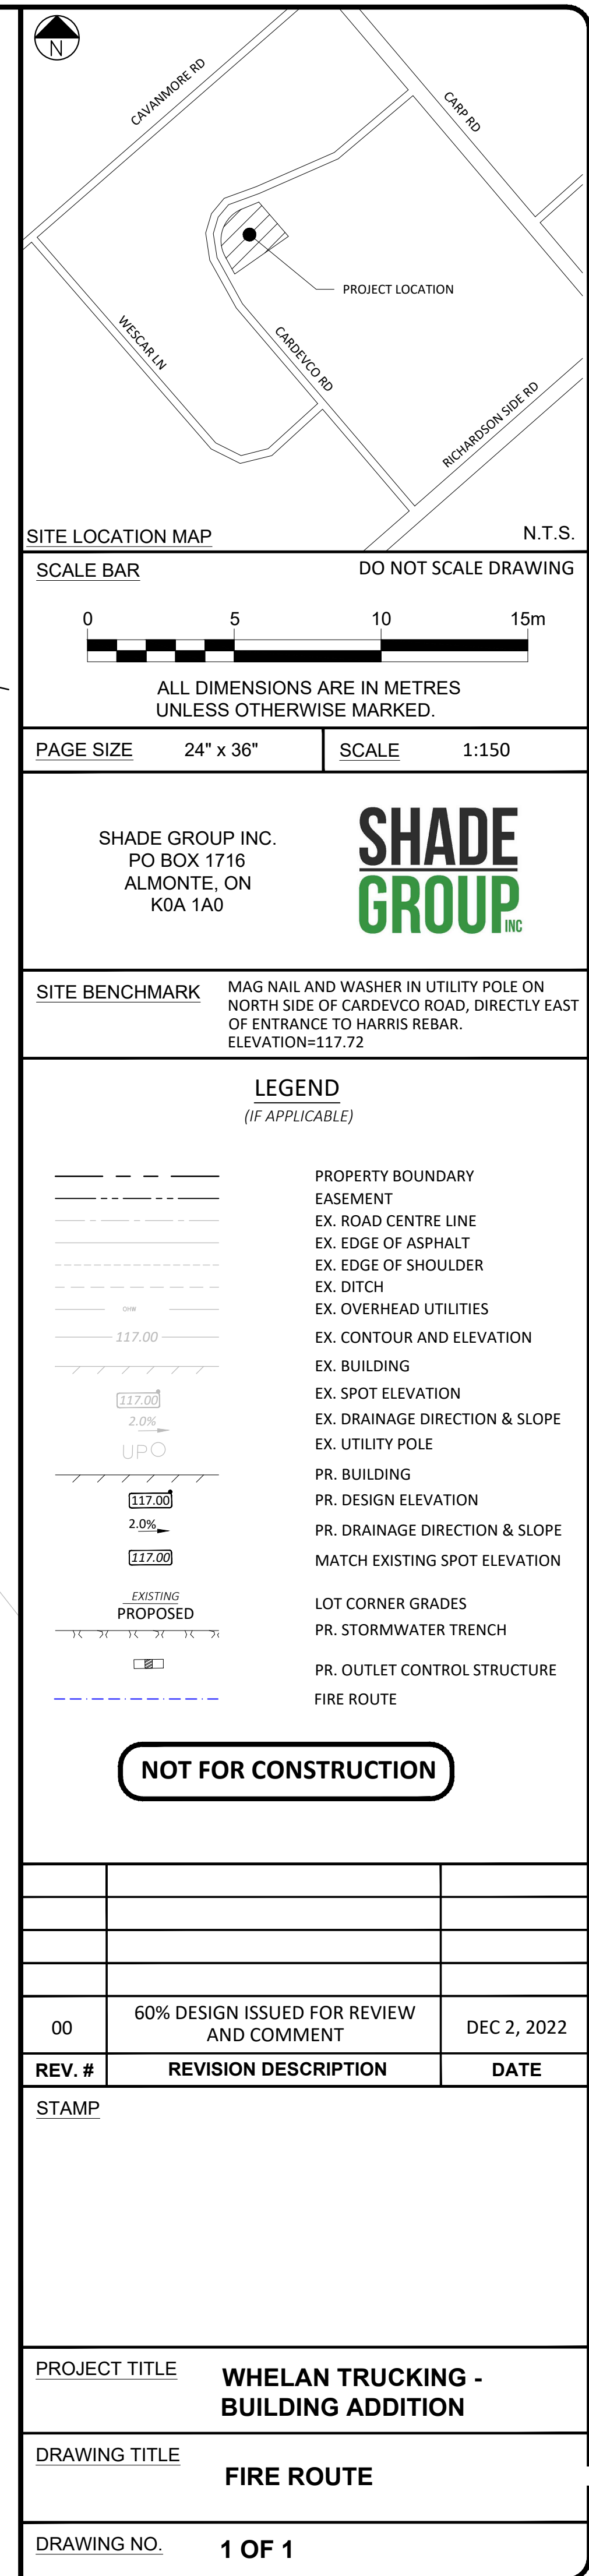 N
CAVANMORE RD
CARP RD
PROJECT LOCATION
WESCAR LN
CARDEVCO RD
RICHARDSON SIDE RD
SITE LOCATION MAP
N.T.S.
SCALE BAR
DO NOT SCALE DRAWING
0 5 10 15m
ALL DIMENSIONS ARE IN METRES
UNLESS OTHERWISE MARKED.
PAGE SIZE 24" x 36"
SCALE 1:150
SHADE GROUP INC.
PO BOX 1716
ALMONTE, ON
K0A 1A0
SHADE
GROUP
INC
SITE BENCHMARK
MAG NAIL AND WASHER IN UTILITY POLE ON
NORTH SIDE OF CARDEVCO ROAD, DIRECTLY EAST
OF ENTRANCE TO HARRIS REBAR.
ELEVATION=117.72
LEGEND
(IF APPLICABLE)
PROPERTY BOUNDARY
EASEMENT
EX. ROAD CENTRE LINE
EX. EDGE OF ASPHALT
EX. EDGE OF SHOULDER
EX. DITCH
OHW EX. OVERHEAD UTILITIES
117.00 EX. CONTOUR AND ELEVATION
EX. BUILDING
117.00 EX. SPOT ELEVATION
2.0% EX. DRAINAGE DIRECTION & SLOPE
UP EX. UTILITY POLE
PR. BUILDING
117.00 PR. DESIGN ELEVATION
2.0% PR. DRAINAGE DIRECTION & SLOPE
117.00 MATCH EXISTING SPOT ELEVATION
EXISTING
PROPOSED LOT CORNER GRADES
PR. STORMWATER TRENCH
PR. OUTLET CONTROL STRUCTURE
FIRE ROUTE
NOT FOR CONSTRUCTION
00 60% DESIGN ISSUED FOR REVIEW
AND COMMENT DEC 2, 2022
REV. # REVISION DESCRIPTION DATE
STAMP
PROJECT TITLE
WHELAN TRUCKING -
BUILDING ADDITION
DRAWING TITLE
FIRE ROUTE
DRAWING NO. 1 OF 1